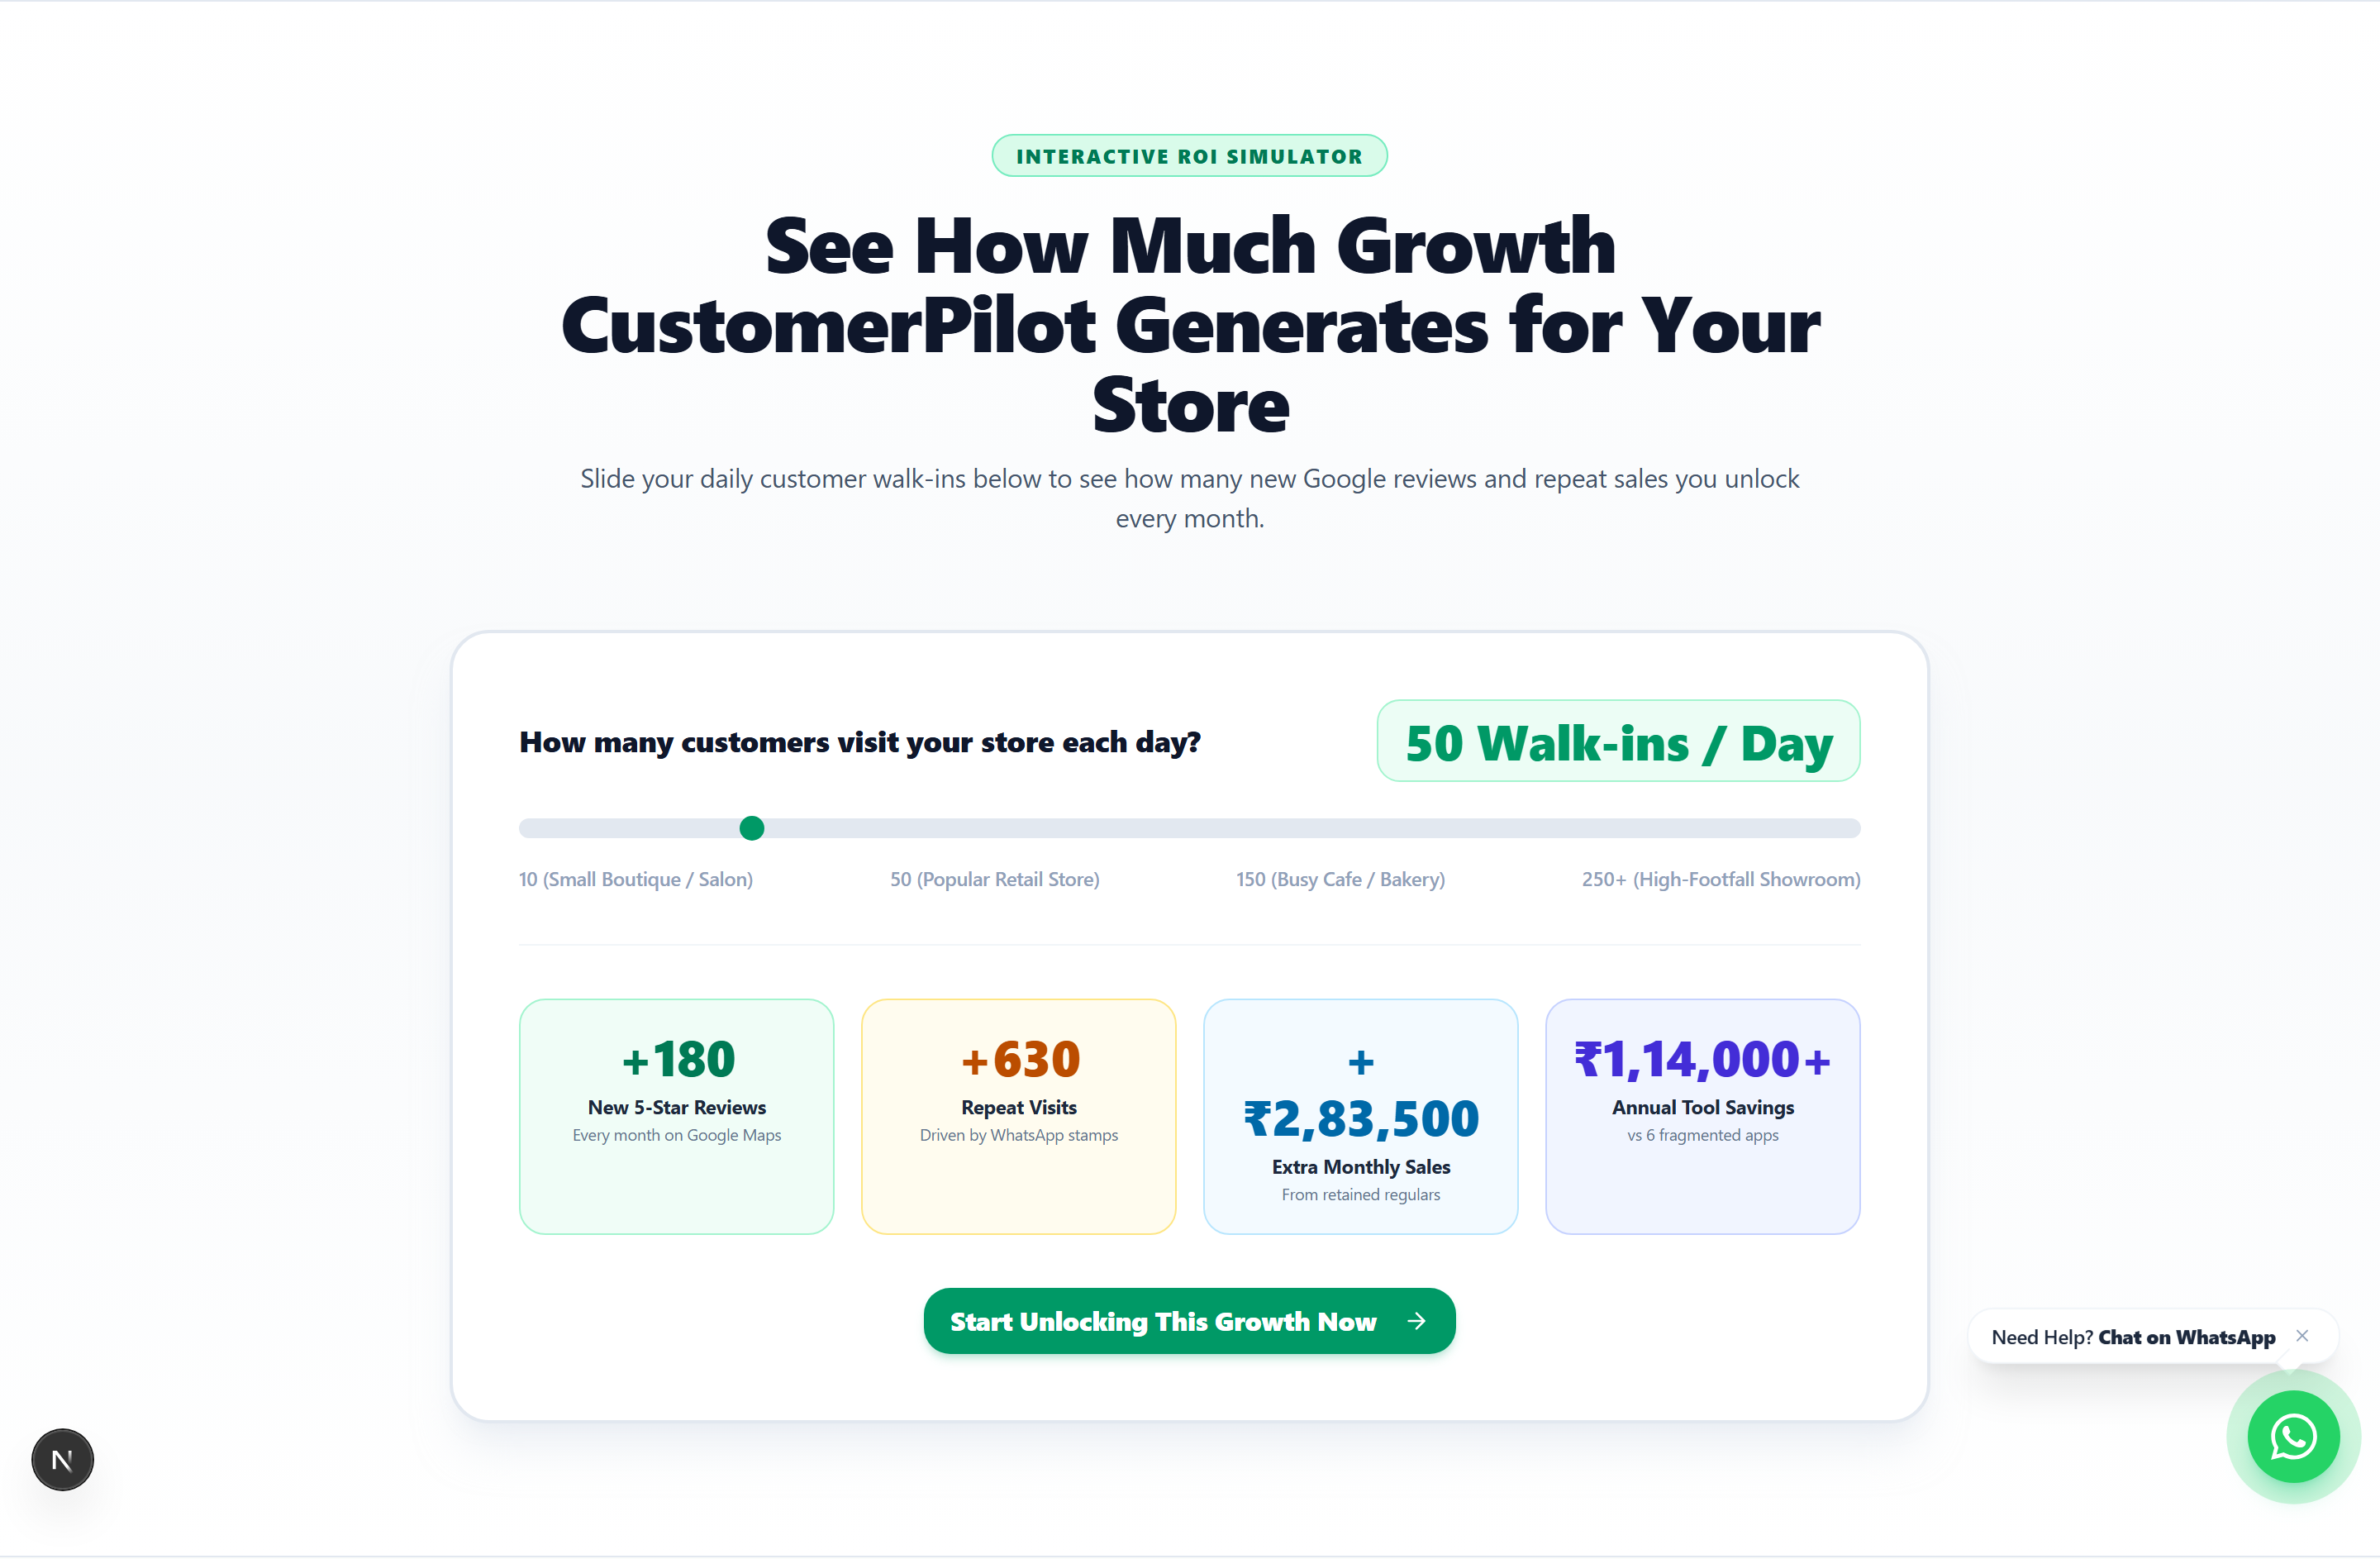 INTERACTIVE ROI SIMULATOR
See How Much Growth
CustomerPilot Generates for Your
Store
Slide your daily customer walk-ins below to see how many new Google reviews and repeat sales you unlock
every month.
How many customers visit your store each day?
50 Walk-ins / Day
10 (Small Boutique / Salon)
50 (Popular Retail Store)
150 (Busy Cafe / Bakery)
250+ (High-Footfall Showroom)
+180
New 5-Star Reviews
Every month on Google Maps
+630
Repeat Visits
Driven by WhatsApp stamps
+
₹2,83,500
Extra Monthly Sales
From retained regulars
₹1,14,000+
Annual Tool Savings
vs 6 fragmented apps
Start Unlocking This Growth Now →
Need Help? Chat on WhatsApp ×
N